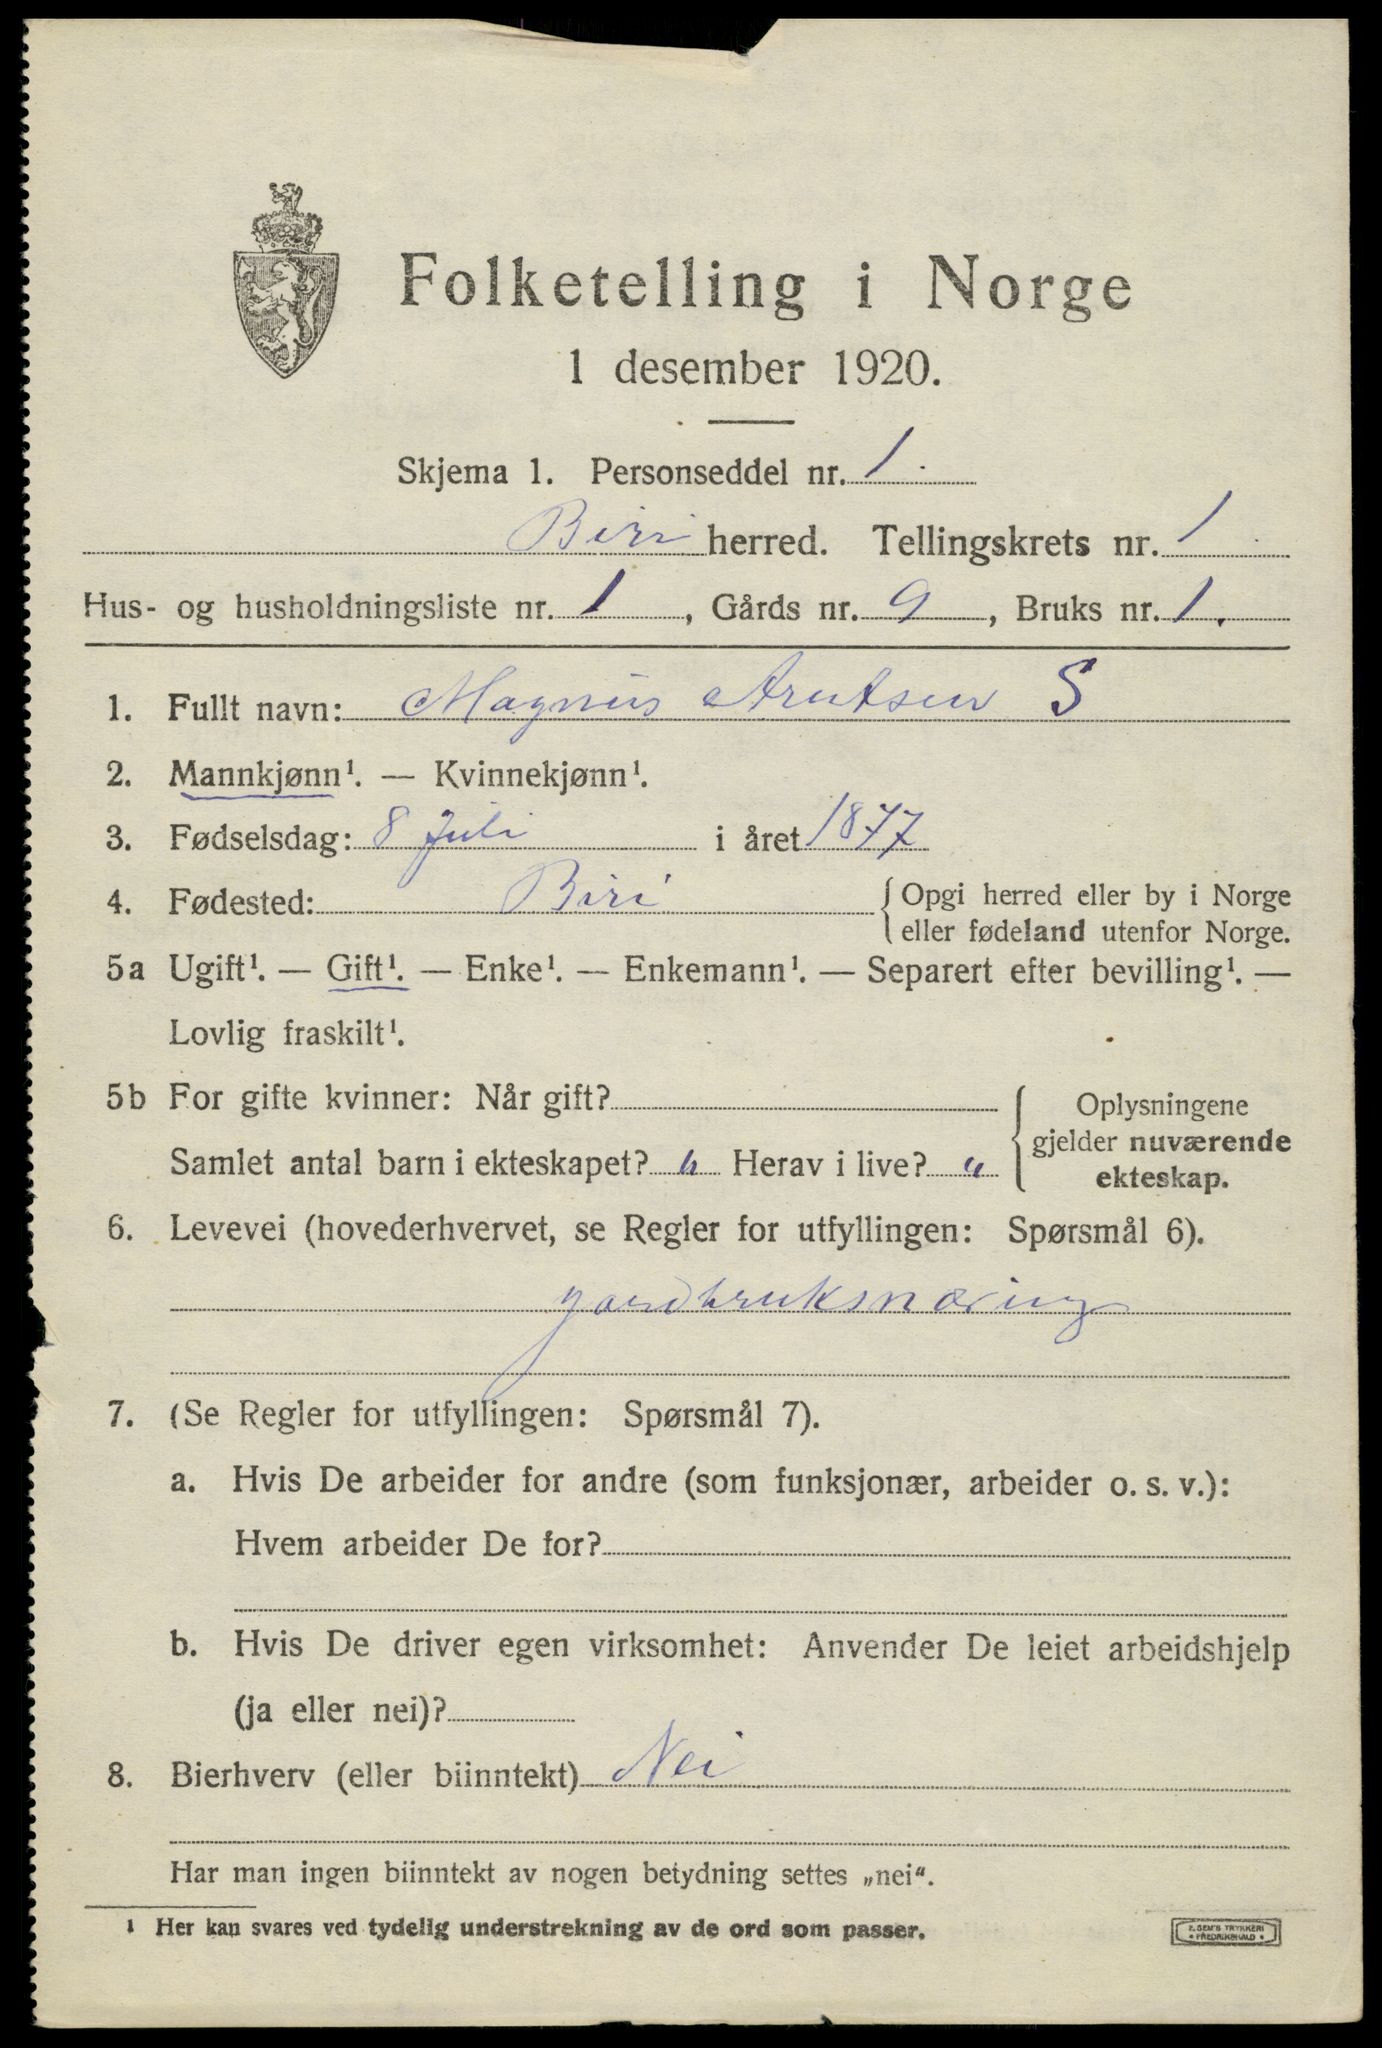 Folketelling i Norge
1 desember 1920.
Skjema 1. Personseddel nr. 1.
Biri herred. Tellingskrets nr. 1
Hus- og husholdningsliste nr. 1, Gårds nr. 9, Bruks nr. 1.
1. Fullt navn: Magnus Arntsen S
2. Mannkjønn¹. — Kvinnekjønn¹.
3. Fødselsdag: 8 Juli i året 1877
4. Fødested: Biri {Opgi herred eller by i Norge
eller fødeland utenfor Norge.
5a Ugift¹. — Gift¹. — Enke¹. — Enkemann¹. — Separert efter bevilling¹. —
Lovlig fraskilt¹.
5b For gifte kvinner: Når gift?
Samlet antal barn i ekteskapet? " Herav i live? "
Oplysningene
gjelder nuværende
ekteskap.
6. Levevei (hovederhvervet, se Regler for utfyllingen: Spørsmål 6).
gardbruksnæring
7. (Se Regler for utfyllingen: Spørsmål 7).
a. Hvis De arbeider for andre (som funksjonær, arbeider o. s. v.):
Hvem arbeider De for?
b. Hvis De driver egen virksomhet: Anvender De leiet arbeidshjelp
(ja eller nei)?
8. Bierhverv (eller biinntekt) Nei
Har man ingen biinntekt av nogen betydning settes „nei“.
1 Her kan svares ved tydelig understrekning av de ord som passer.
E. SEM'S TRYKKERI
• FREDRIKSHALD •